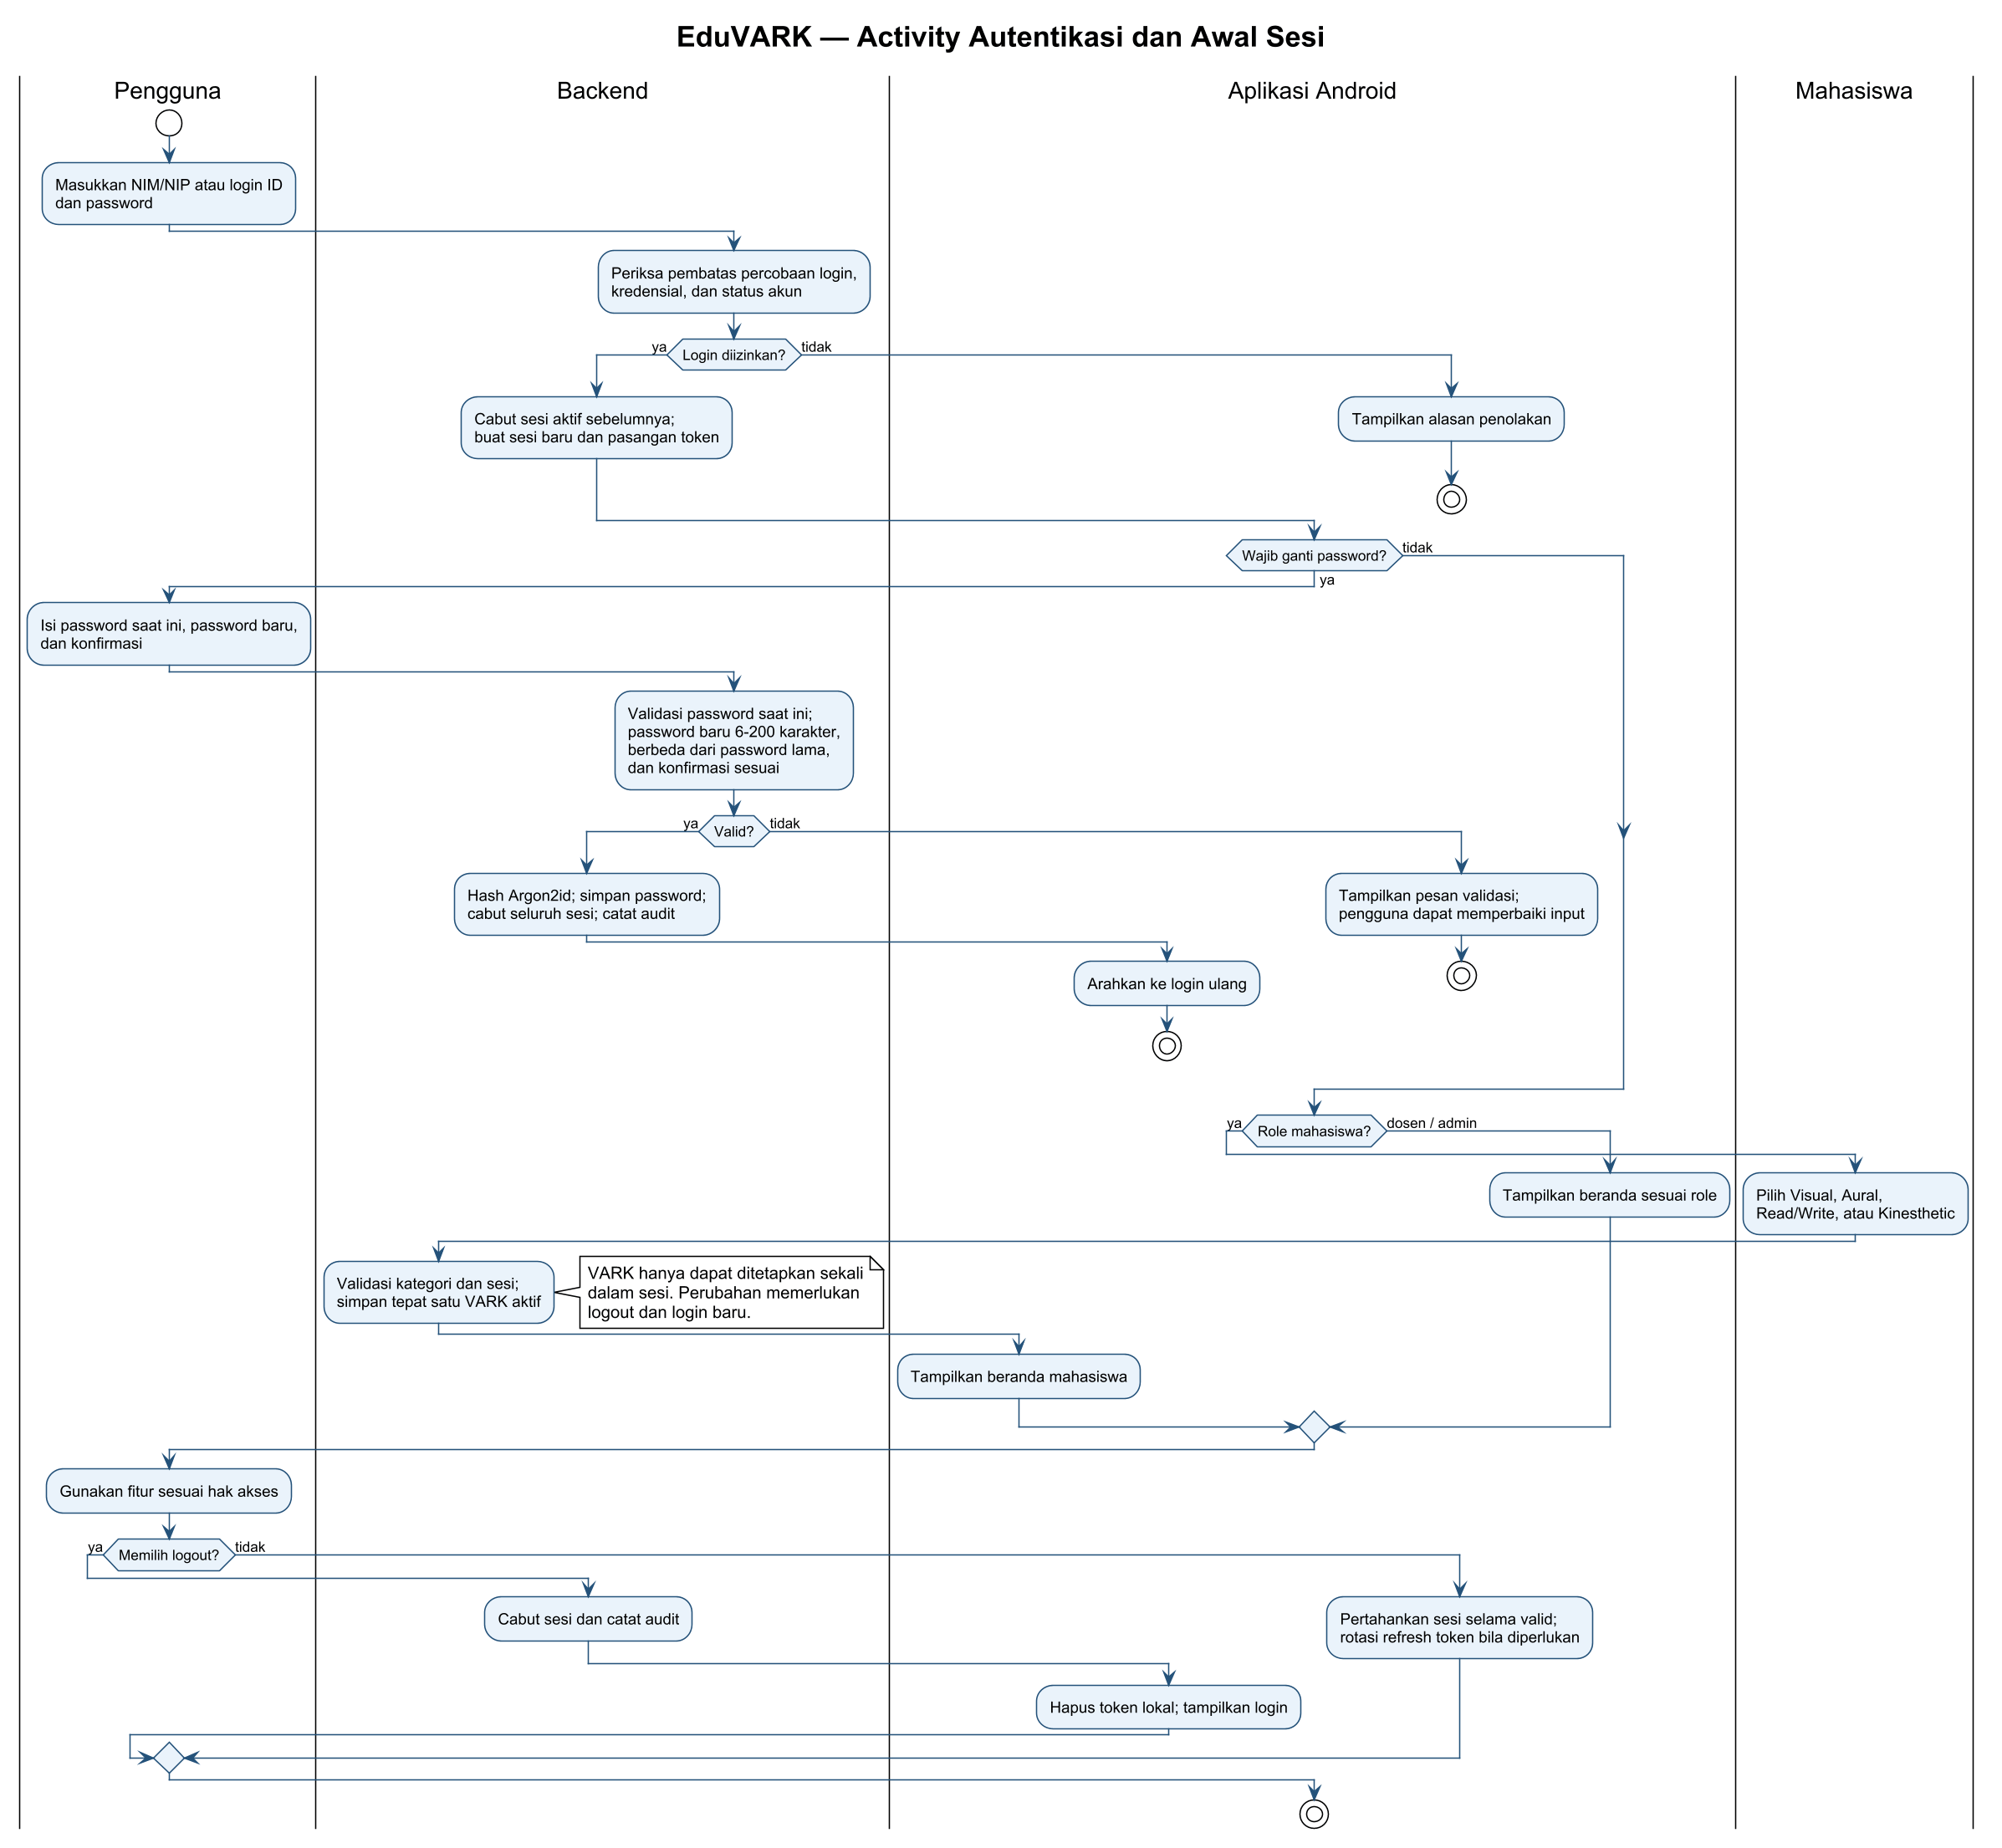 EduVARK — Activity Autentikasi dan Awal Sesi
Pengguna
Backend
Aplikasi Android
Mahasiswa
Masukkan NIM/NIP atau login ID
dan password
Periksa pembatas percobaan login,
kredensial, dan status akun
ya
Login diizinkan?
tidak
Cabut sesi aktif sebelumnya;
buat sesi baru dan pasangan token
Tampilkan alasan penolakan
Wajib ganti password?
tidak
ya
Isi password saat ini, password baru,
dan konfirmasi
Validasi password saat ini;
password baru 6-200 karakter,
berbeda dari password lama,
dan konfirmasi sesuai
ya
Valid?
tidak
Hash Argon2id; simpan password;
cabut seluruh sesi; catat audit
Tampilkan pesan validasi;
pengguna dapat memperbaiki input
Arahkan ke login ulang
ya
Role mahasiswa?
dosen / admin
Tampilkan beranda sesuai role
Pilih Visual, Aural,
Read/Write, atau Kinesthetic
Validasi kategori dan sesi;
simpan tepat satu VARK aktif
VARK hanya dapat ditetapkan sekali
dalam sesi. Perubahan memerlukan
logout dan login baru.
Tampilkan beranda mahasiswa
Gunakan fitur sesuai hak akses
ya
Memilih logout?
tidak
Cabut sesi dan catat audit
Pertahankan sesi selama valid;
rotasi refresh token bila diperlukan
Hapus token lokal; tampilkan login